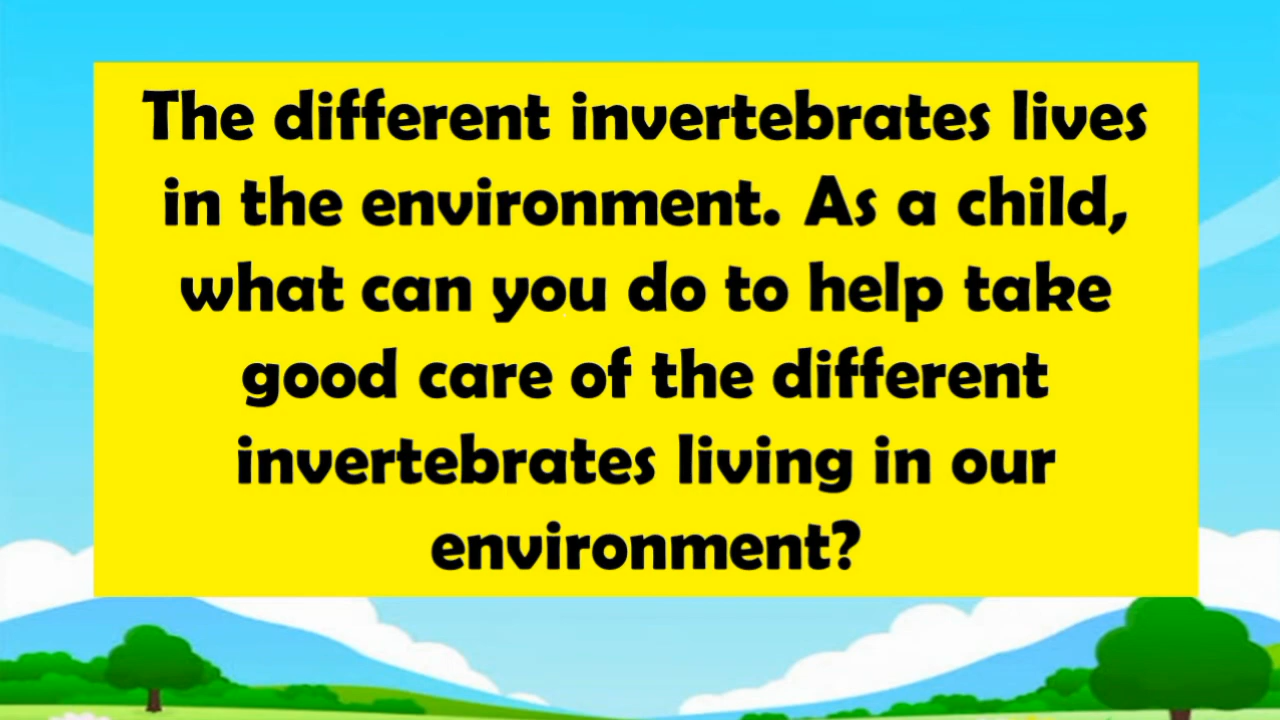 The different invertebrates lives
in the environment. As a child,
what can you do to help take
good care of the different
invertebrates living in our
environment?